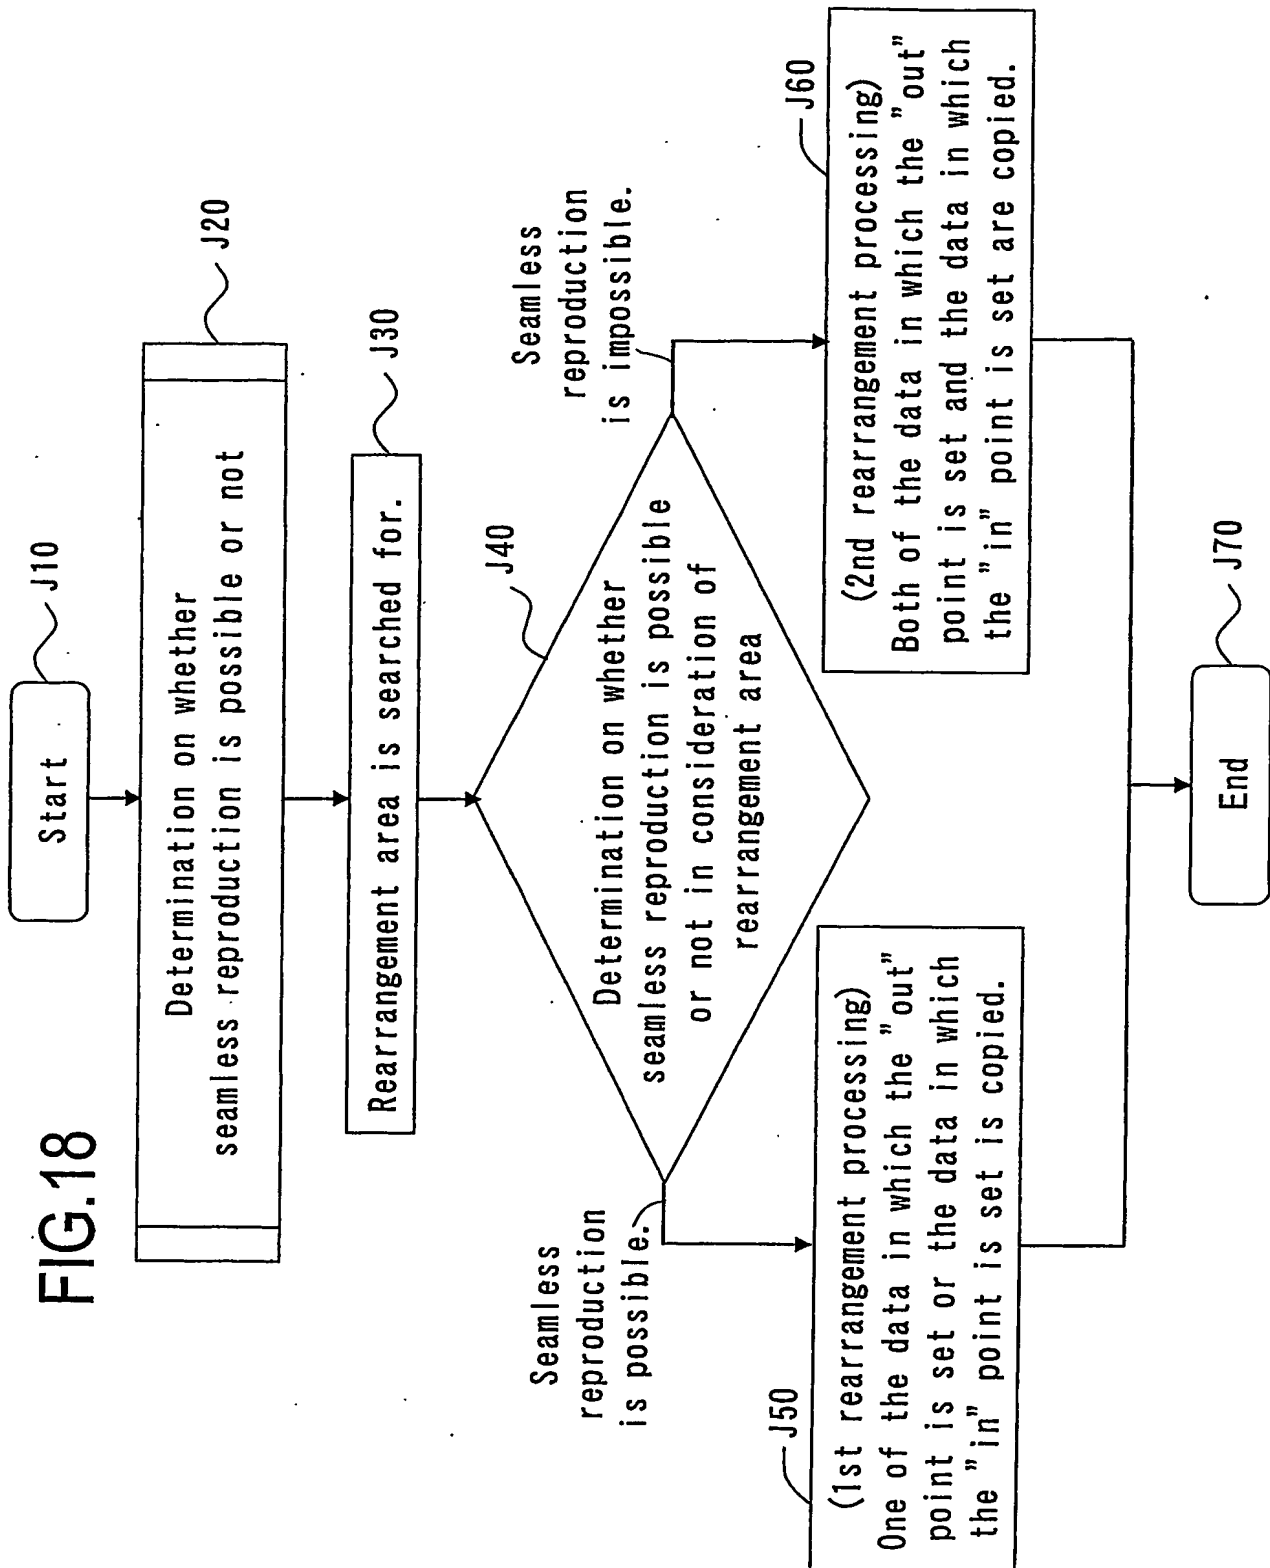 FIG.18
Start
J10
Determination on whether
seamless reproduction is possible or not
J20
Rearrangement area is searched for.
J30
J40
Determination on whether
seamless reproduction is possible
or not in consideration of
rearrangement area
Seamless
reproduction
is possible.
Seamless
reproduction
is impossible.
J50
(1st rearrangement processing)
One of the data in which the "out"
point is set or the data in which
the "in" point is set is copied.
J60
(2nd rearrangement processing)
Both of the data in which the "out"
point is set and the data in which
the "in" point is set are copied.
End
J70